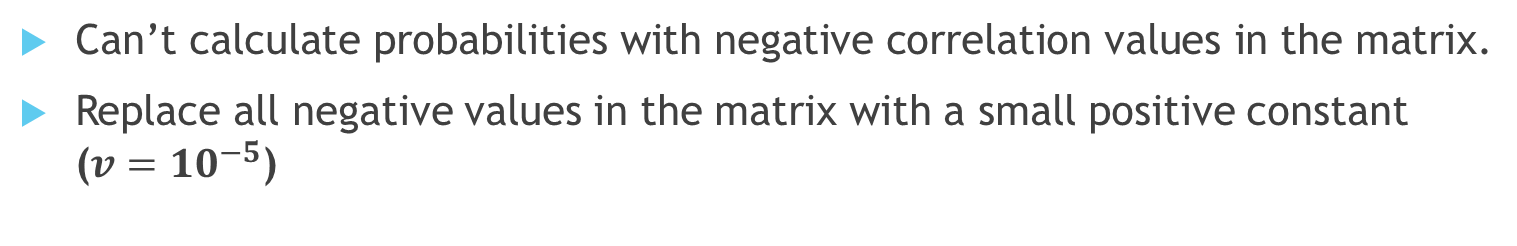 Can’t calculate probabilities with negative correlation values in the matrix.
Replace all negative values in the matrix with a small positive constant
(𝒗 = 𝟏𝟎⁻⁵)